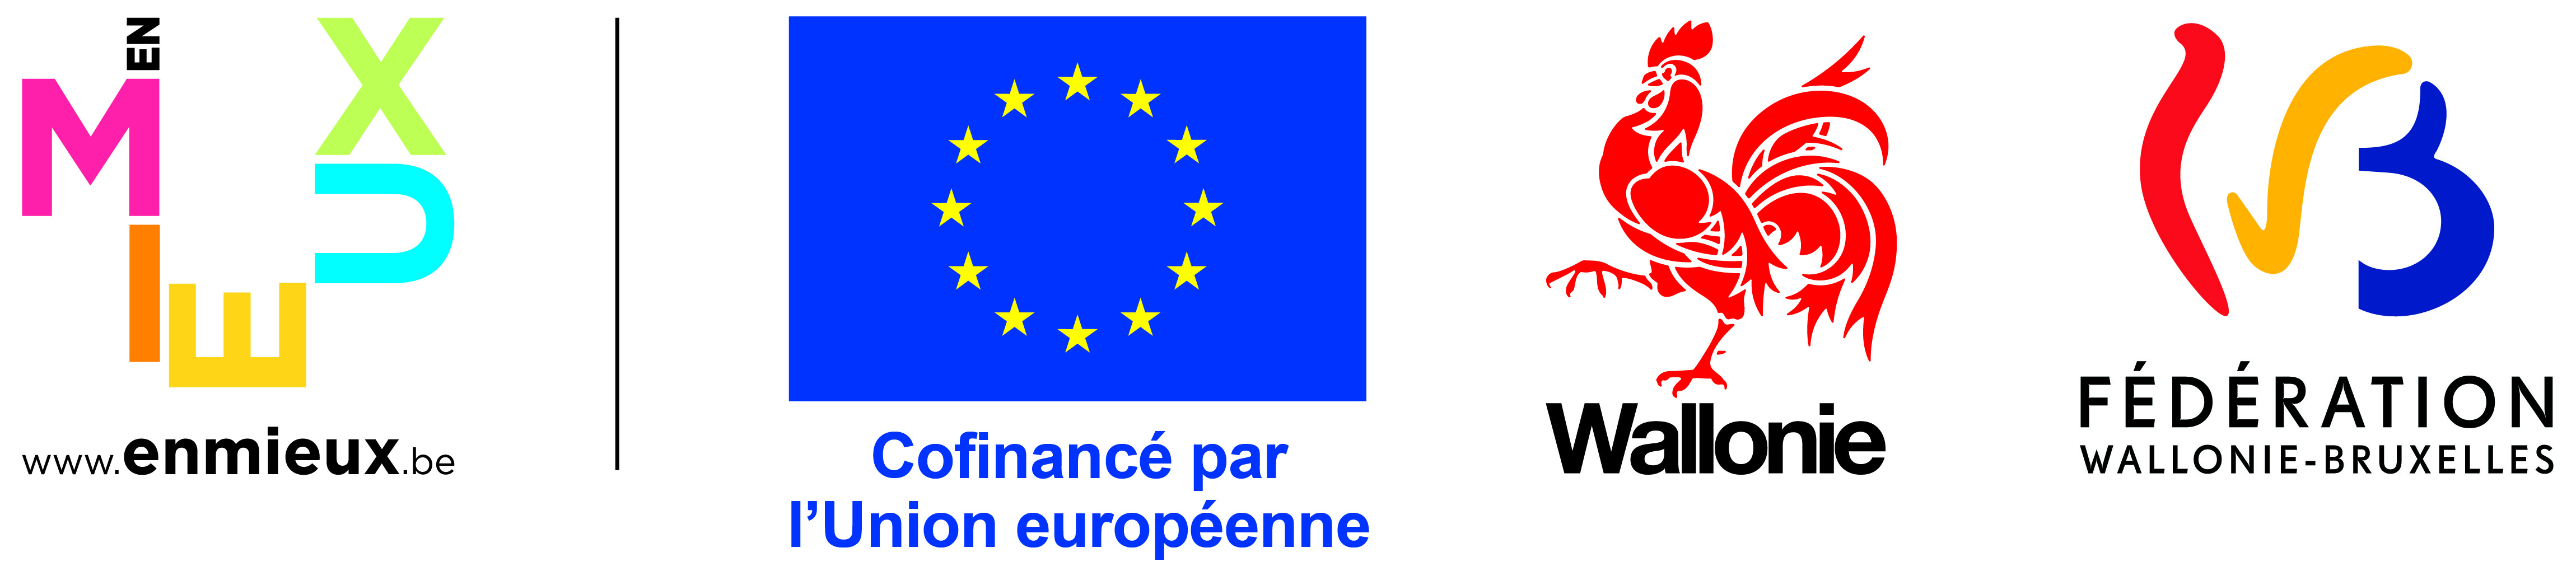 EN
MIEUX
www.enmieux.be
Cofinancé par
l'Union européenne
Wallonie
FÉDÉRATION
WALLONIE-BRUXELLES